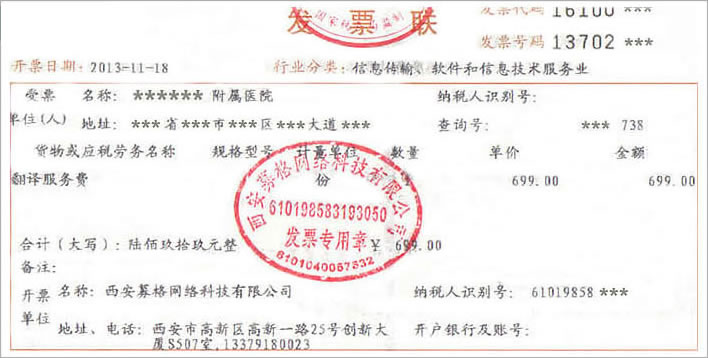 发票联
国家税务
监制
发票代码 16100 ***
发票号码 13702 ***
开票日期: 2013-11-18 行业分类: 信息传输、软件和信息技术服务业
受票 名称: ****** 附属医院 纳税人识别号:
单位(人) 地址: ***省***市***区***大道*** 查询号: *** 738
货物或应税劳务名称 规格型号 计量单位 数量 单价 金额
翻译服务费 份 699.00 699.00
西安募格网络科技有限公司
610198583193050
发票专用章
6101040057532
合计（大写）: 陆佰玖拾玖元整 ¥ 699.00
备注:
开票 名称: 西安募格网络科技有限公司 纳税人识别号: 61019858 ***
单位 地址、电话: 西安市高新区高新一路25号创新大 开户银行及账号:
厦S507室,13379180023